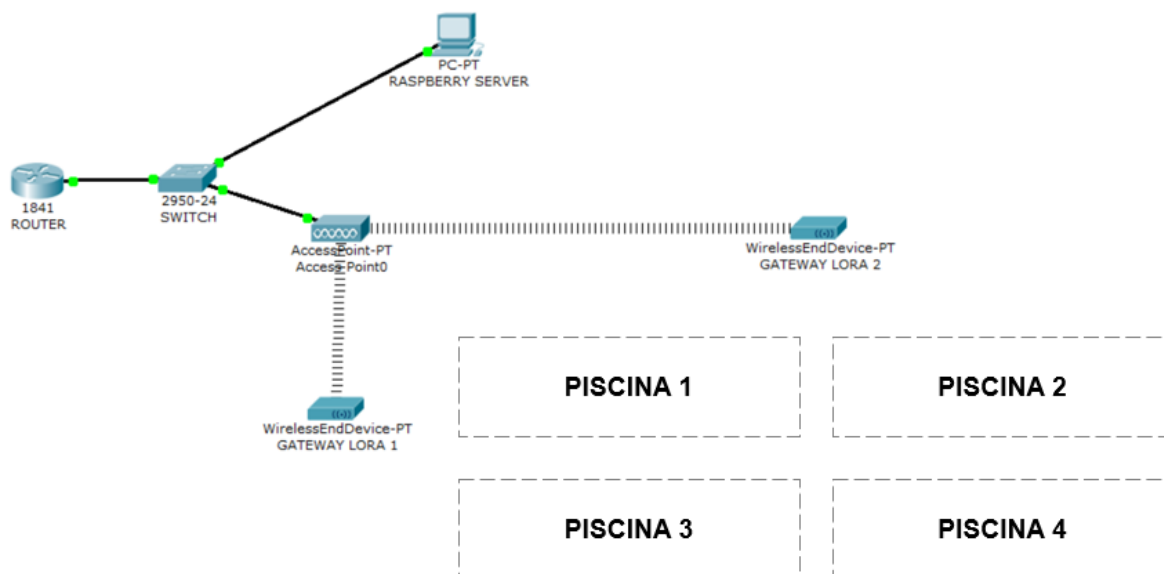 PC-PT
RASPBERRY SERVER
1841
ROUTER
2950-24
SWITCH
AccessPoint-PT
Access Point0
WirelessEndDevice-PT
GATEWAY LORA 2
WirelessEndDevice-PT
GATEWAY LORA 1
PISCINA 1
PISCINA 2
PISCINA 3
PISCINA 4